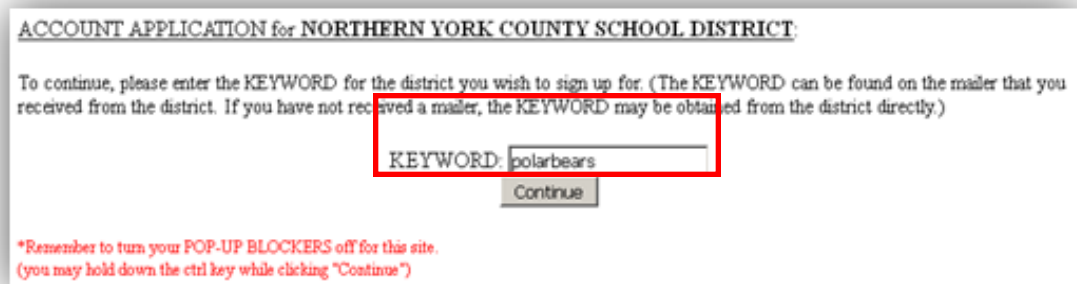 ACCOUNT APPLICATION for NORTHERN YORK COUNTY SCHOOL DISTRICT:
To continue, please enter the KEYWORD for the district you wish to sign up for. (The KEYWORD can be found on the mailer that you
received from the district. If you have not received a mailer, the KEYWORD may be obtained from the district directly.)
KEYWORD: polarbears
Continue
*Remember to turn your POP-UP BLOCKERS off for this site.
(you may hold down the ctrl key while clicking "Continue")